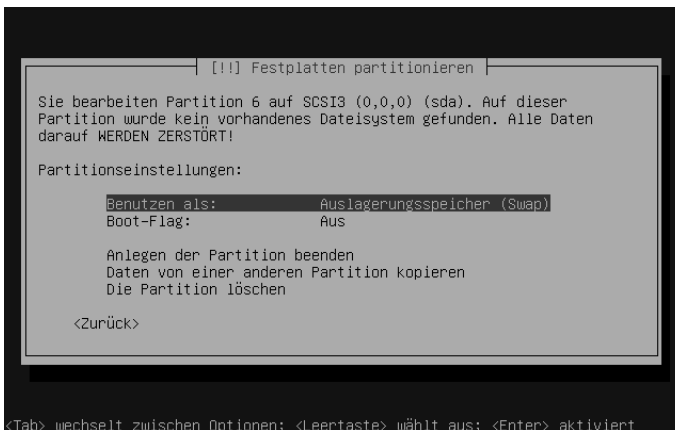 [!!] Festplatten partitionieren
Sie bearbeiten Partition 6 auf SCSI3 (0,0,0) (sda). Auf dieser
Partition wurde kein vorhandenes Dateisystem gefunden. Alle Daten
darauf WERDEN ZERSTÖRT!
Partitionseinstellungen:
Benutzen als: Auslagerungsspeicher (Swap)
Boot-Flag: Aus
Anlegen der Partition beenden
Daten von einer anderen Partition kopieren
Die Partition löschen
<Zurück>
<Tab> wechselt zwischen Optionen; <Leertaste> wählt aus; <Enter> aktiviert